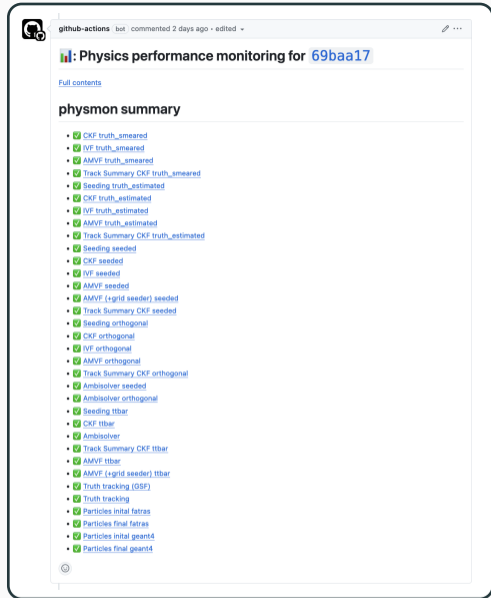 github-actions bot commented 2 days ago • edited
: Physics performance monitoring for 69baa17
Full contents
physmon summary
CKF truth_smeared
IVF truth_smeared
AMVF truth_smeared
Track Summary CKF truth_smeared
Seeding truth_estimated
CKF truth_estimated
IVF truth_estimated
AMVF truth_estimated
Track Summary CKF truth_estimated
Seeding seeded
CKF seeded
IVF seeded
AMVF seeded
AMVF (+grid seeder) seeded
Track Summary CKF seeded
Seeding orthogonal
CKF orthogonal
IVF orthogonal
AMVF orthogonal
Track Summary CKF orthogonal
Ambisolver seeded
Ambisolver orthogonal
Seeding ttbar
CKF ttbar
Ambisolver
Track Summary CKF ttbar
AMVF ttbar
AMVF (+grid seeder) ttbar
Truth tracking (GSF)
Truth tracking
Particles inital fatras
Particles final fatras
Particles inital geant4
Particles final geant4